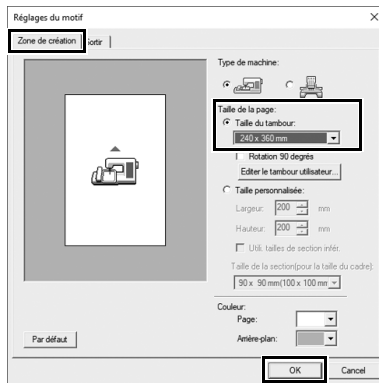 Réglages du motif
Zone de création Sortir
Type de machine:
Taille de la page:
Taille du tambour:
240 x 360 mm
Rotation 90 degrés
Editer le tambour utilisateur...
Taille personnalisée:
Largeur: 200 mm
Hauteur: 200 mm
Utili. tailles de section infér.
Taille de la section(pour la taille du cadre):
90 x 90 mm(100 x 100 mm
Couleur:
Page:
Arrière-plan:
Par défaut
OK Cancel